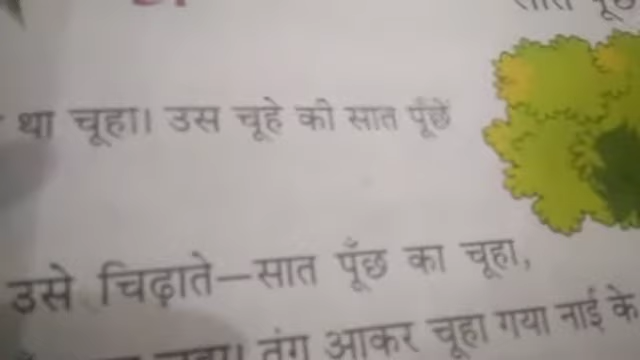 था चूहा। उस चूहे की सात पूँछें
उसे चिढ़ाते—सात पूँछ का चूहा,
चूहा। तंग आकर चूहा गया नाई के